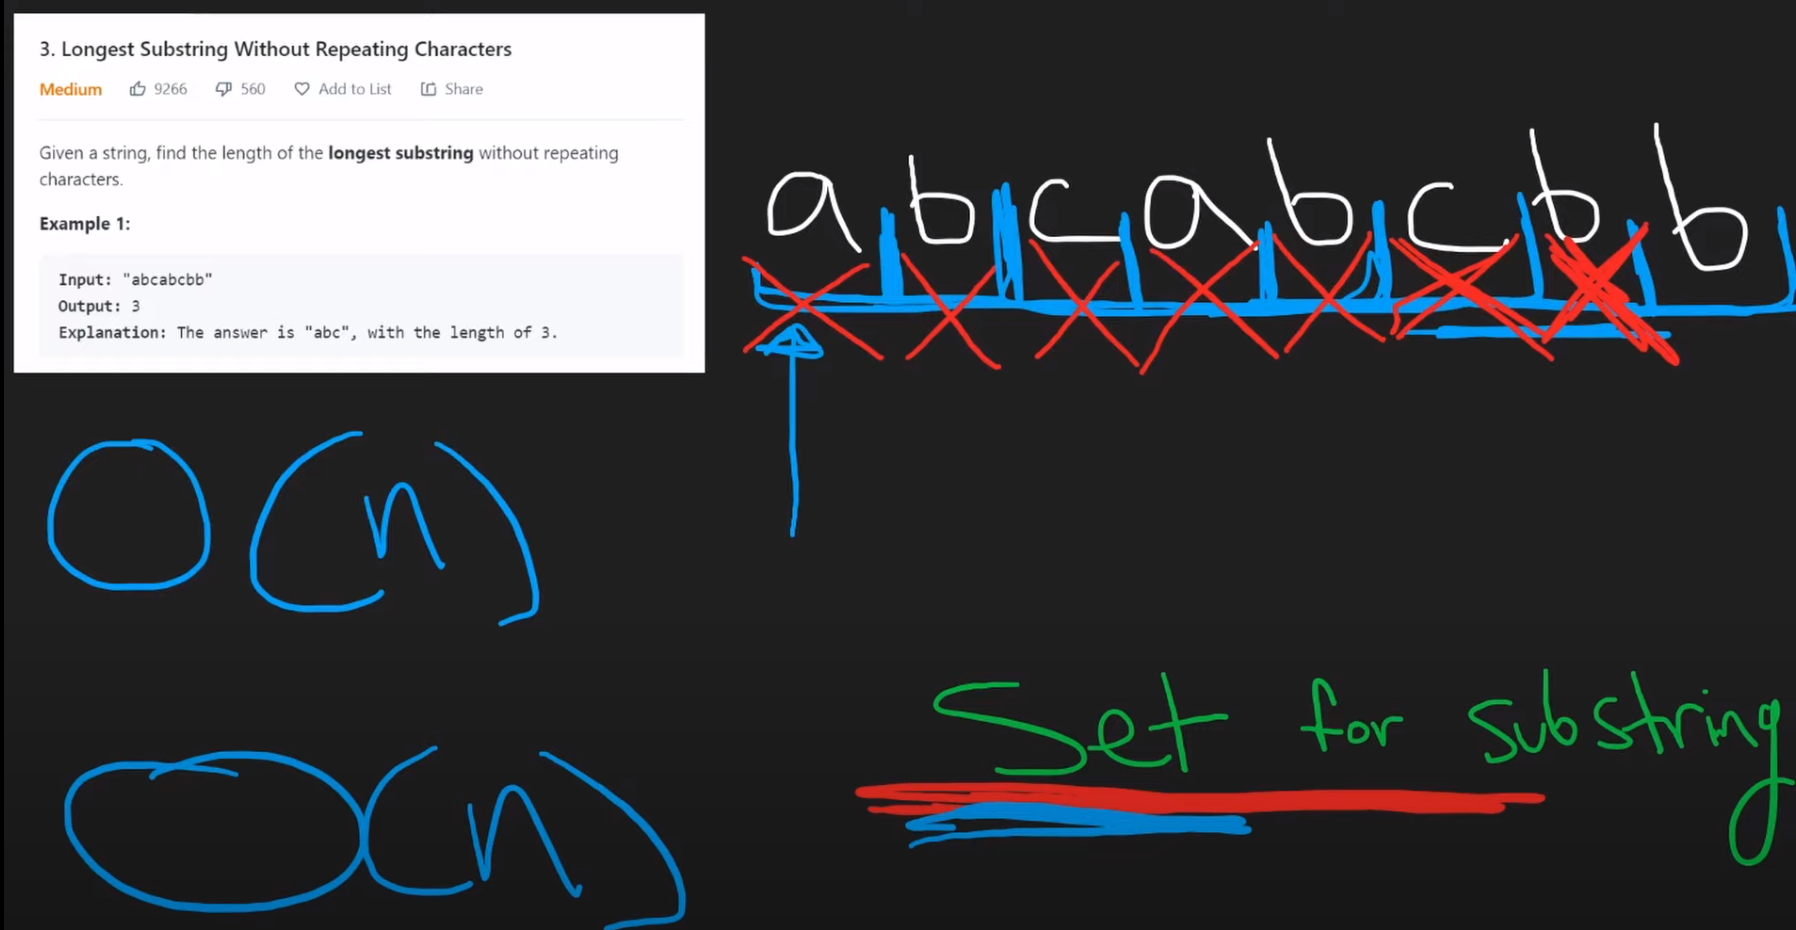 3. Longest Substring Without Repeating Characters
Medium 9266 560 Add to List Share
Given a string, find the length of the longest substring without repeating
characters.
Example 1:
Input: "abcabcbb"
Output: 3
Explanation: The answer is "abc", with the length of 3.
a b c a b c b b
O(n)
O(n)
Set for substring